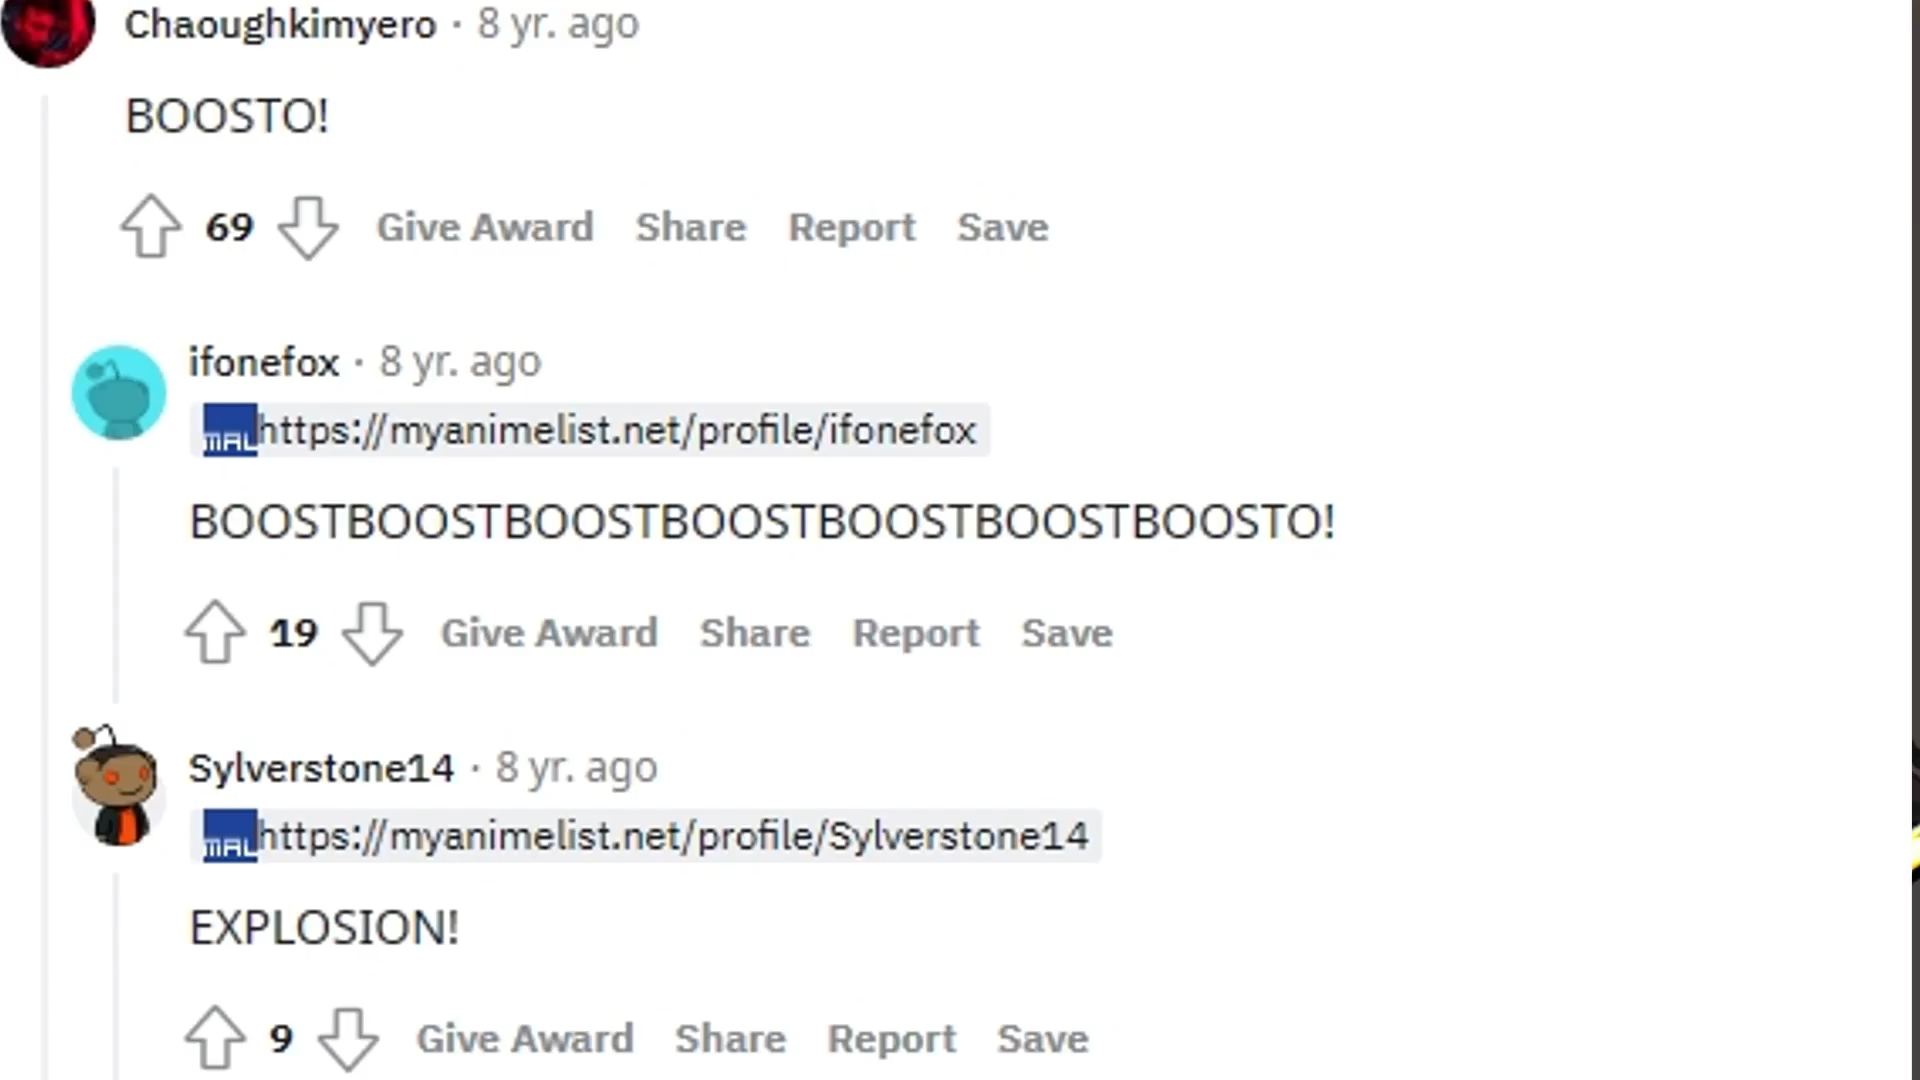 Chaoughkimyero · 8 yr. ago
BOOSTO!
69 Give Award Share Report Save
ifonefox · 8 yr. ago
MAL https://myanimelist.net/profile/ifonefox
BOOSTBOOSTBOOSTBOOSTBOOSTBOOSTBOOSTO!
19 Give Award Share Report Save
Sylverstone14 · 8 yr. ago
MAL https://myanimelist.net/profile/Sylverstone14
EXPLOSION!
9 Give Award Share Report Save